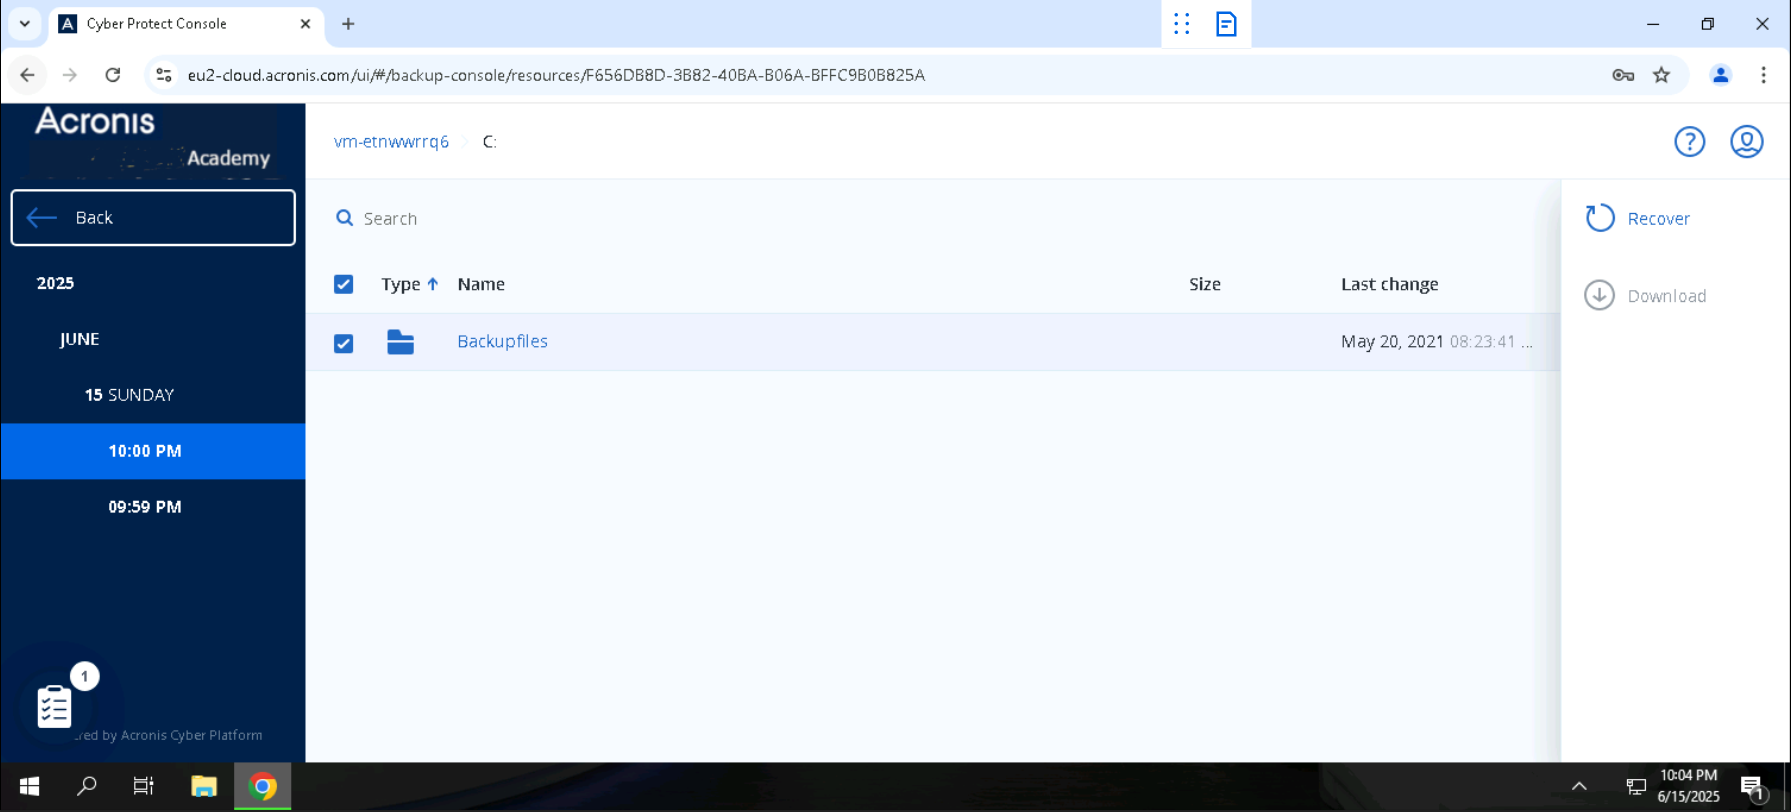 Cyber Protect Console
eu2-cloud.acronis.com/ui/#/backup-console/resources/F656DB8D-3B82-40BA-B06A-BFFC9B0B825A
Acronis
Academy
vm-etnwwrrq6
C:
Back
Search
Recover
2025
Type Name Size Last change
Download
JUNE
Backupfiles
May 20, 2021 08:23:41 ...
15 SUNDAY
10:00 PM
09:59 PM
1
by Acronis Cyber Platform
10:04 PM
6/15/2025
1